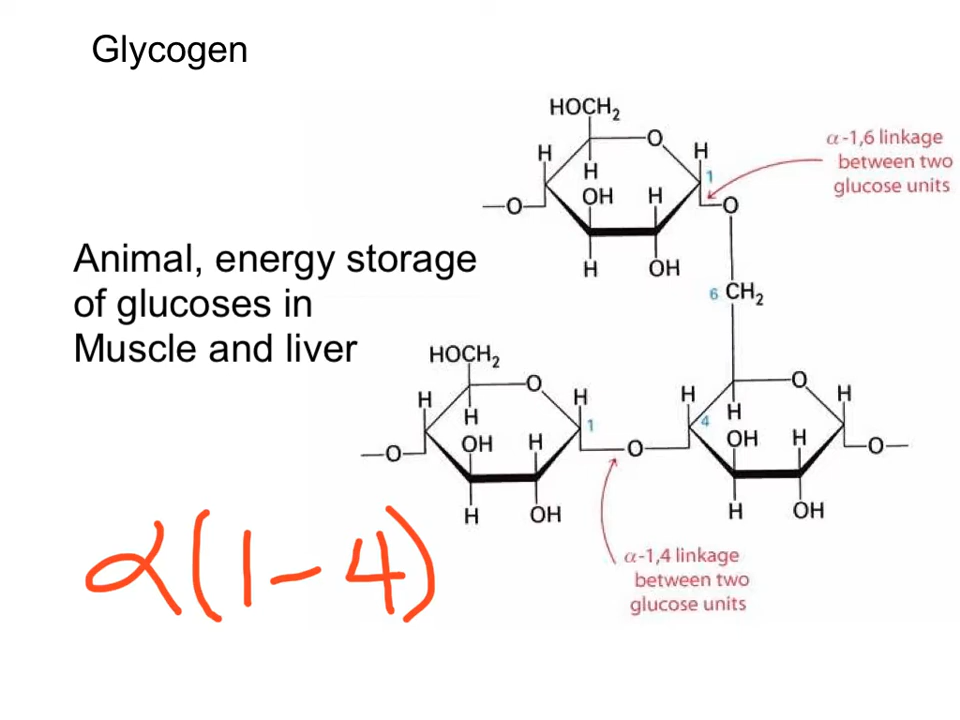 Glycogen
HOCH₂
O
α-1,6 linkage
between two
glucose units
H
H
H
1
OH
H
—O—
O
H
OH
6 CH₂
Animal, energy storage
of glucoses in
Muscle and liver
HOCH₂
O
O
H
H
H
H
H
H
1
4
OH
H
OH
H
—O—
O
—O—
H
OH
H
OH
α(1-4)
α-1,4 linkage
between two
glucose units